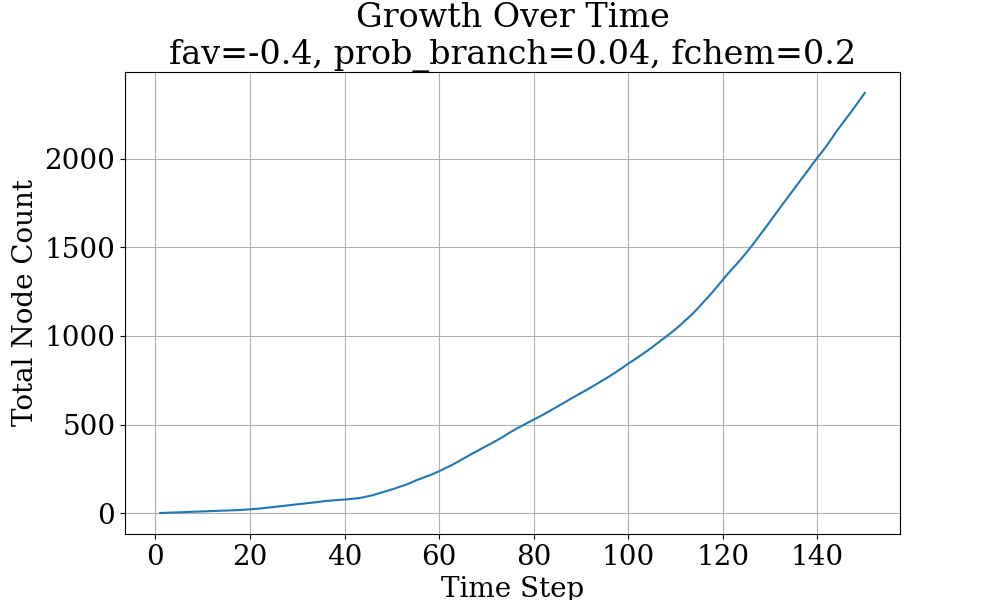 Growth Over Time
fav=-0.4, prob_branch=0.04, fchem=0.2
Total Node Count
2000
1500
1000
500
0
0 20 40 60 80 100 120 140
Time Step